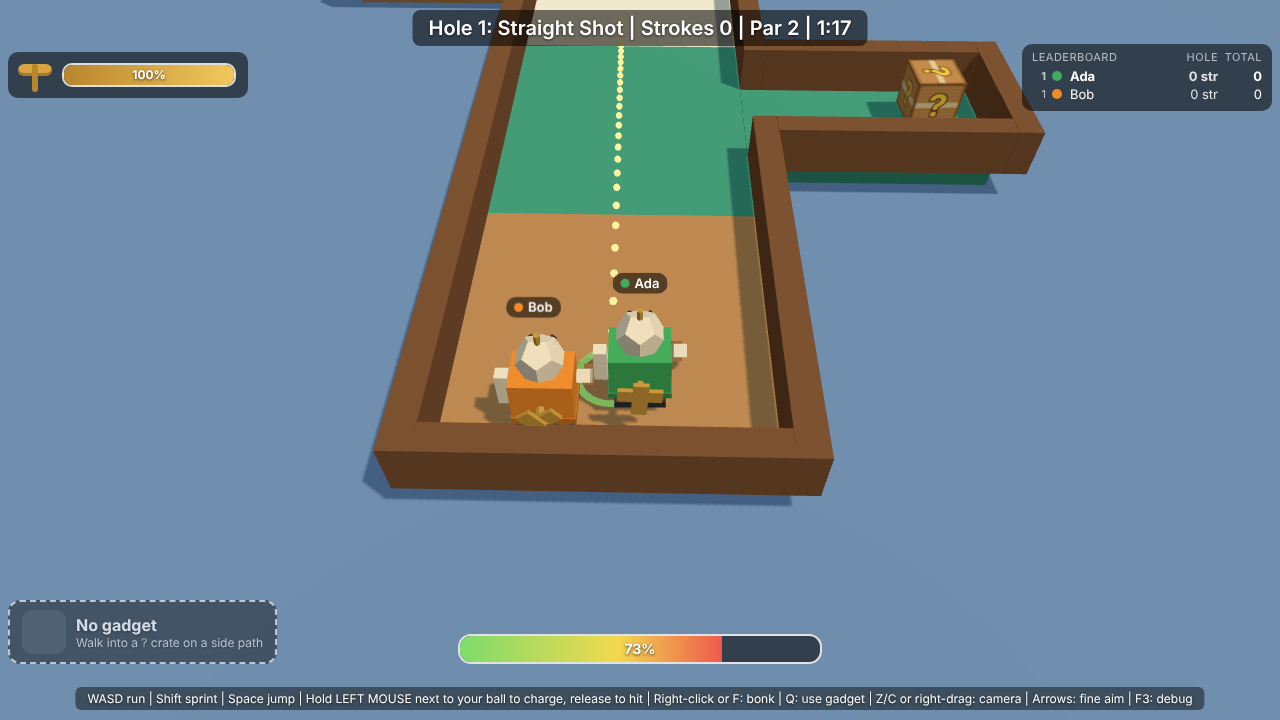 Hole 1: Straight Shot | Strokes 0 | Par 2 | 1:17
100%
LEADERBOARD HOLE TOTAL
1 Ada 0 str 0
1 Bob 0 str 0
?
Ada
Bob
No gadget
Walk into a ? crate on a side path
73%
WASD run | Shift sprint | Space jump | Hold LEFT MOUSE next to your ball to charge, release to hit | Right-click or F: bonk | Q: use gadget | Z/C or right-drag: camera | Arrows: fine aim | F3: debug